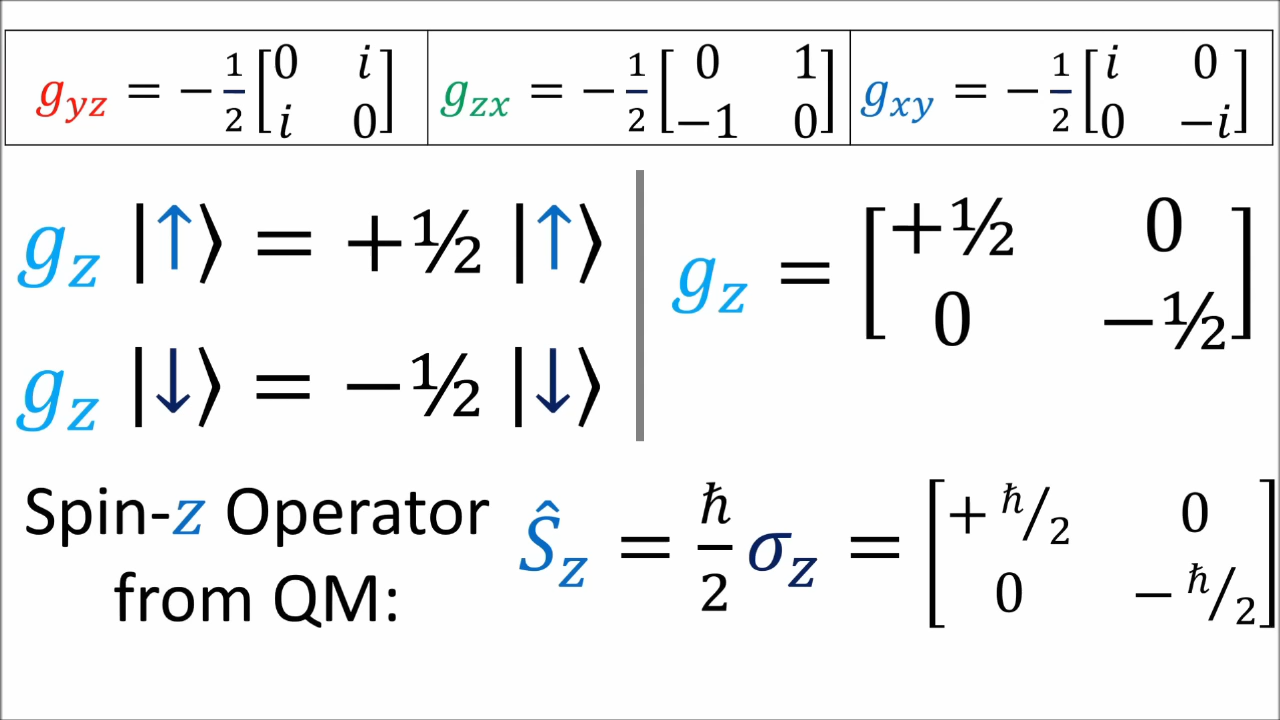 g_yz = − 1/2 [0 i; i 0]
g_zx = − 1/2 [0 1; −1 0]
g_xy = − 1/2 [i 0; 0 −i]
g_z |↑⟩ = +½ |↑⟩
g_z |↓⟩ = −½ |↓⟩
g_z = [+½ 0; 0 −½]
Spin-z Operator
from QM:
Ŝ_z = ħ/2 σ_z = [+ ħ/2 0; 0 − ħ/2]